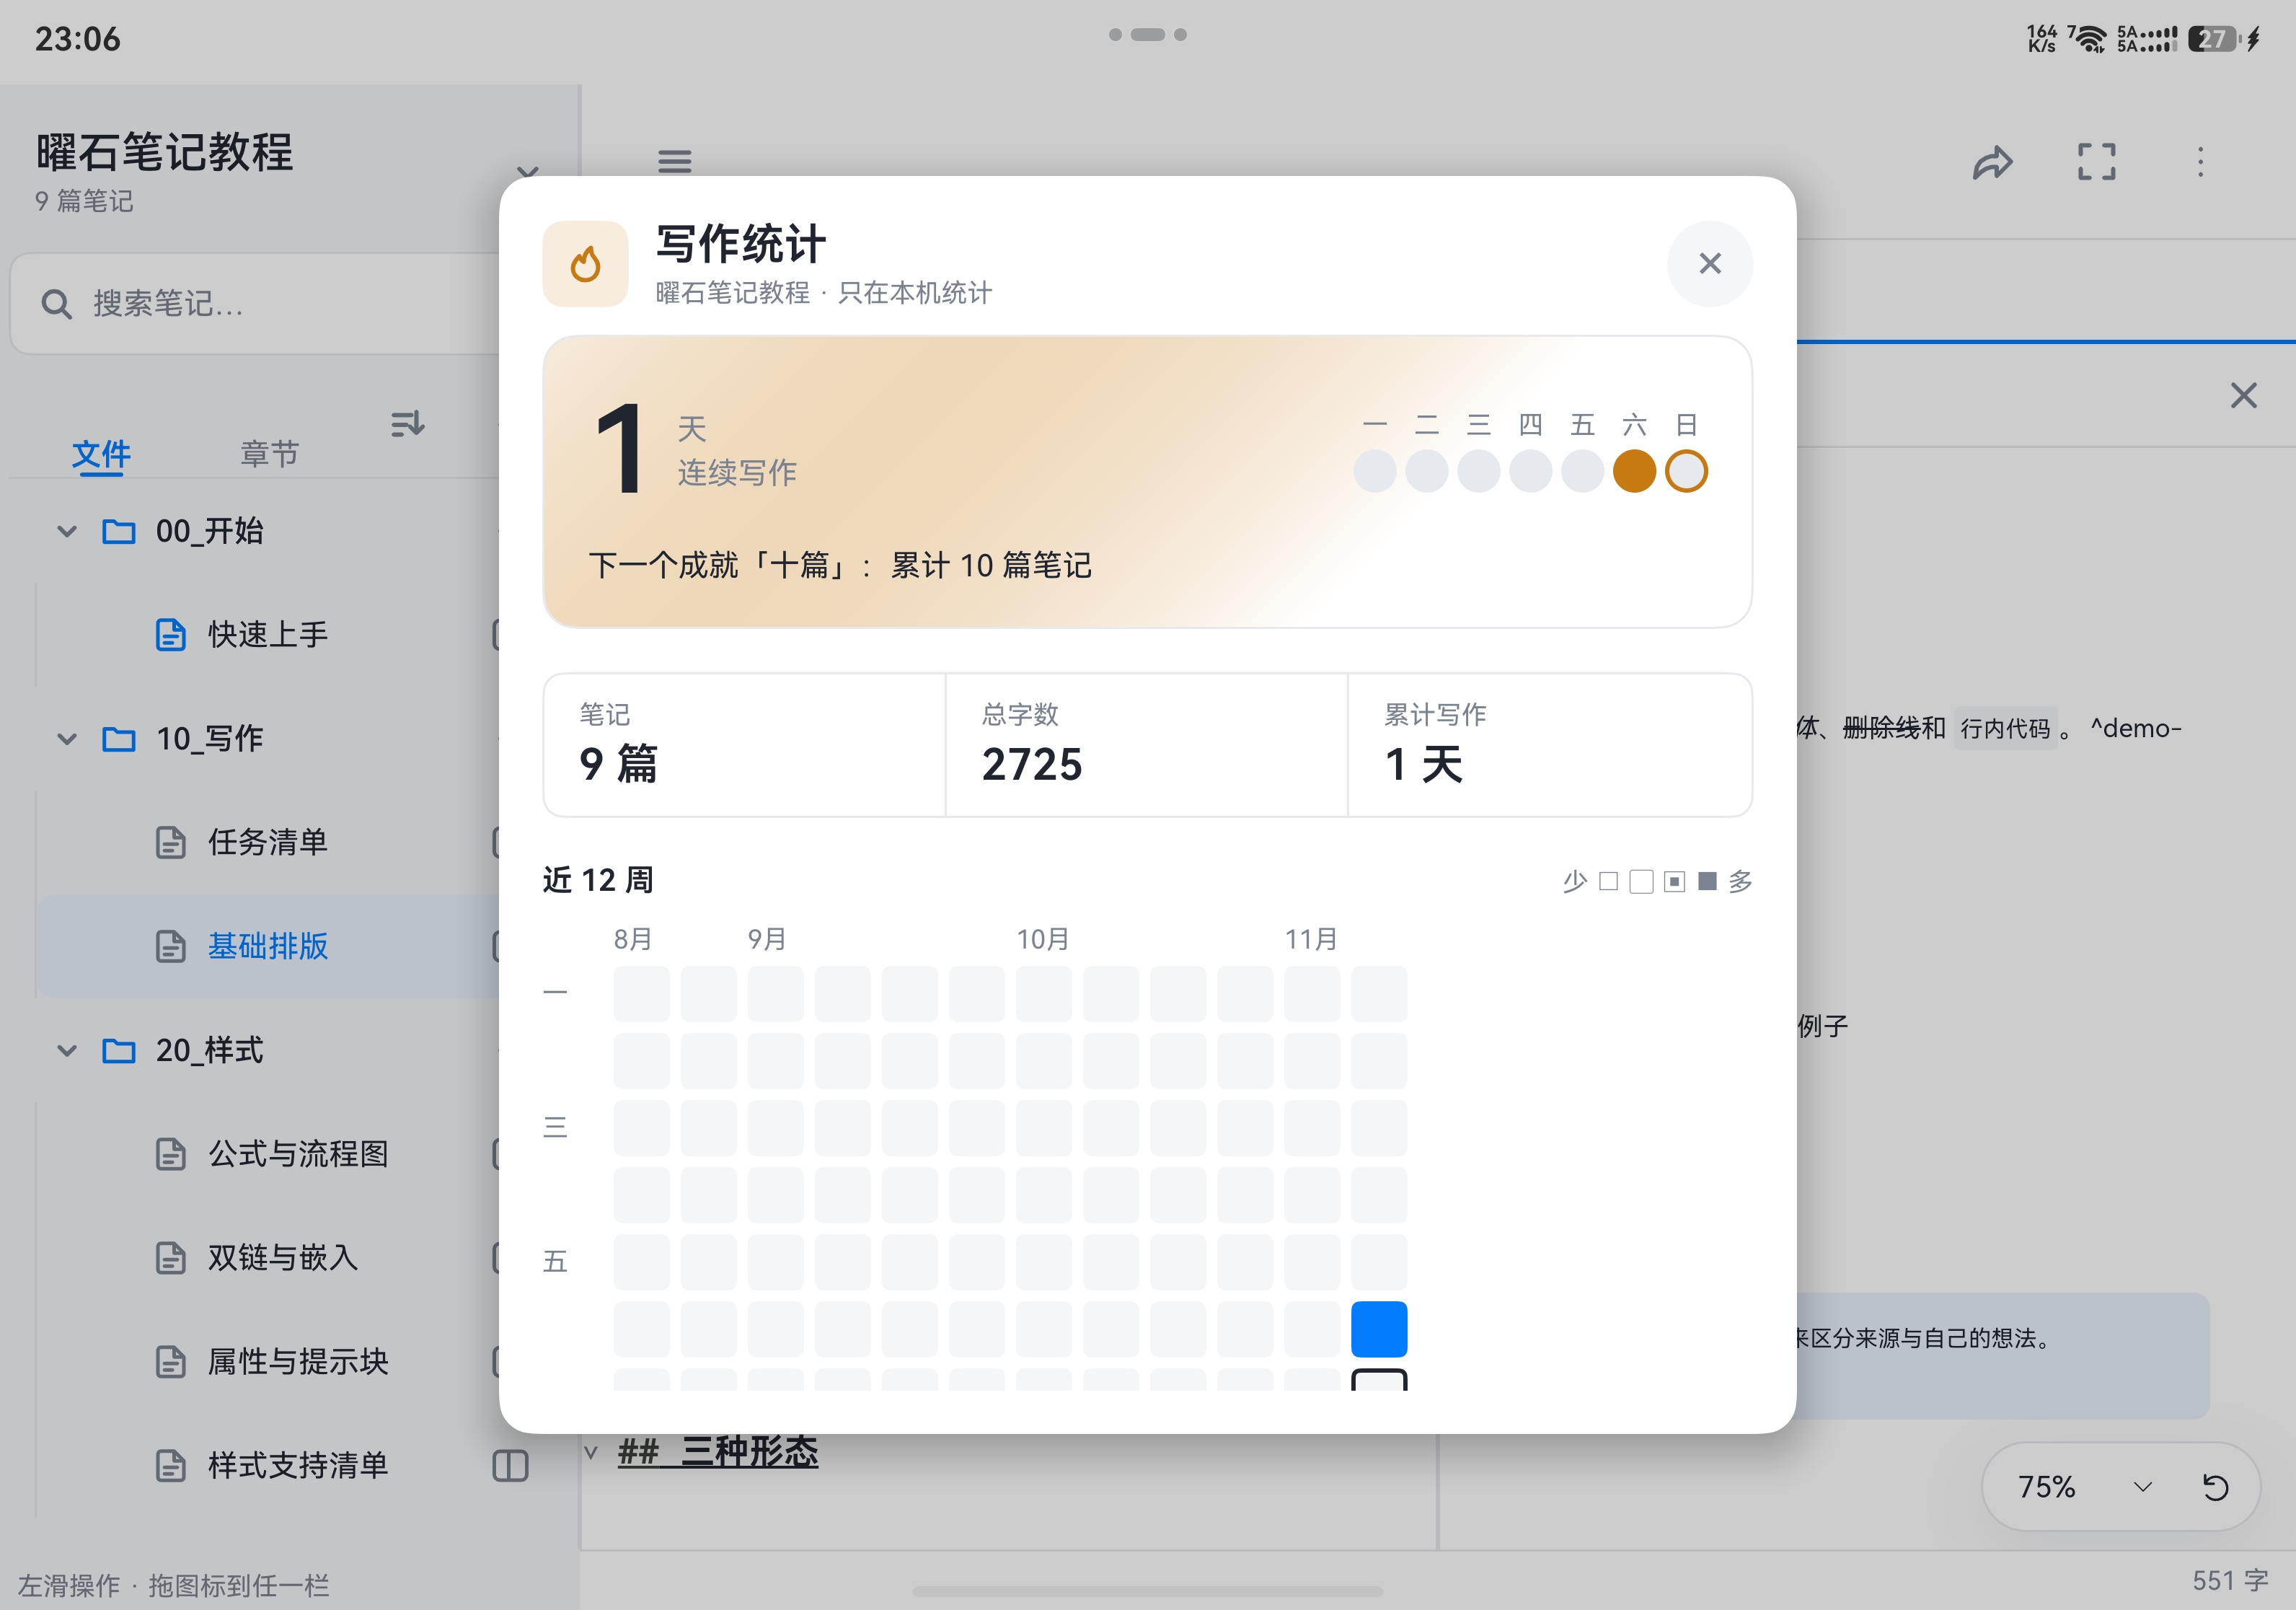 23:06
164 K/s 7 5A 5A 27
曜石笔记教程
9 篇笔记
搜索笔记...
文件 章节
00_开始
快速上手
10_写作
任务清单
基础排版
20_样式
公式与流程图
双链与嵌入
属性与提示块
样式支持清单
左滑操作 · 拖图标到任一栏
写作统计
曜石笔记教程 · 只在本机统计
1 天
连续写作
一 二 三 四 五 六 日
下一个成就「十篇」：累计 10 篇笔记
笔记 总字数 累计写作
9 篇 2725 1 天
近 12 周 少 多
8月 9月 10月 11月
一
三
五
体、删除线和 行内代码 。 ^demo-
例子
来区分来源与自己的想法。
## 三种形态
75%
551 字